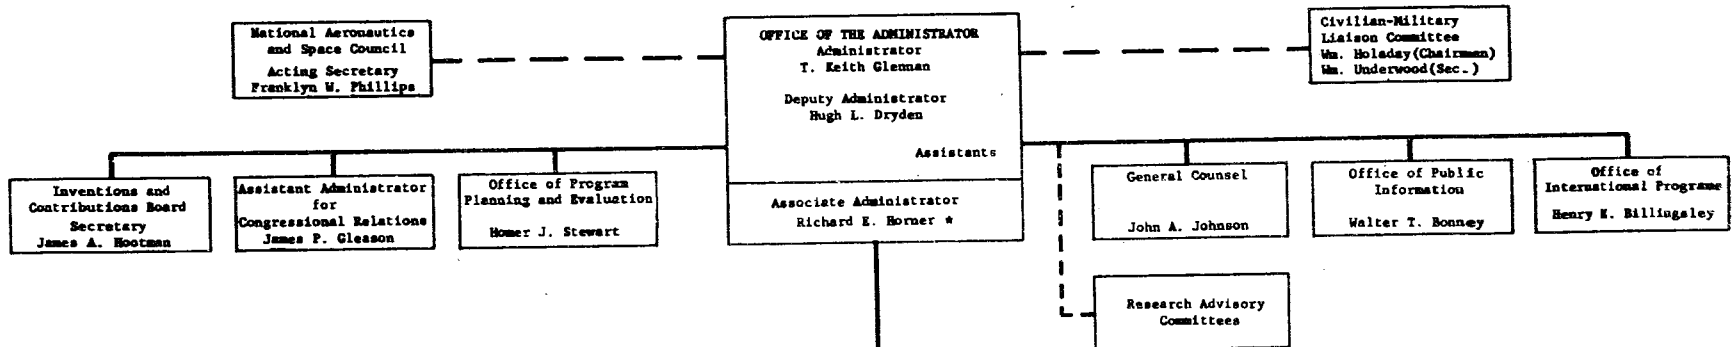 National Aeronautics
and Space Council
Acting Secretary
Franklyn W. Phillips
OFFICE OF THE ADMINISTRATOR
Administrator
T. Keith Glennan
Deputy Administrator
Hugh L. Dryden
Assistants
Associate Administrator
Richard E. Horner *
Civilian-Military
Liaison Committee
Wm. Holaday(Chairman)
Wm. Underwood(Sec.)
Inventions and
Contributions Board
Secretary
James A. Hootman
Assistant Administrator
for
Congressional Relations
James P. Gleason
Office of Program
Planning and Evaluation
Homer J. Stewart
General Counsel
John A. Johnson
Office of Public
Information
Walter T. Bonney
Office of
International Programs
Henry E. Billingsley
Research Advisory
Committees